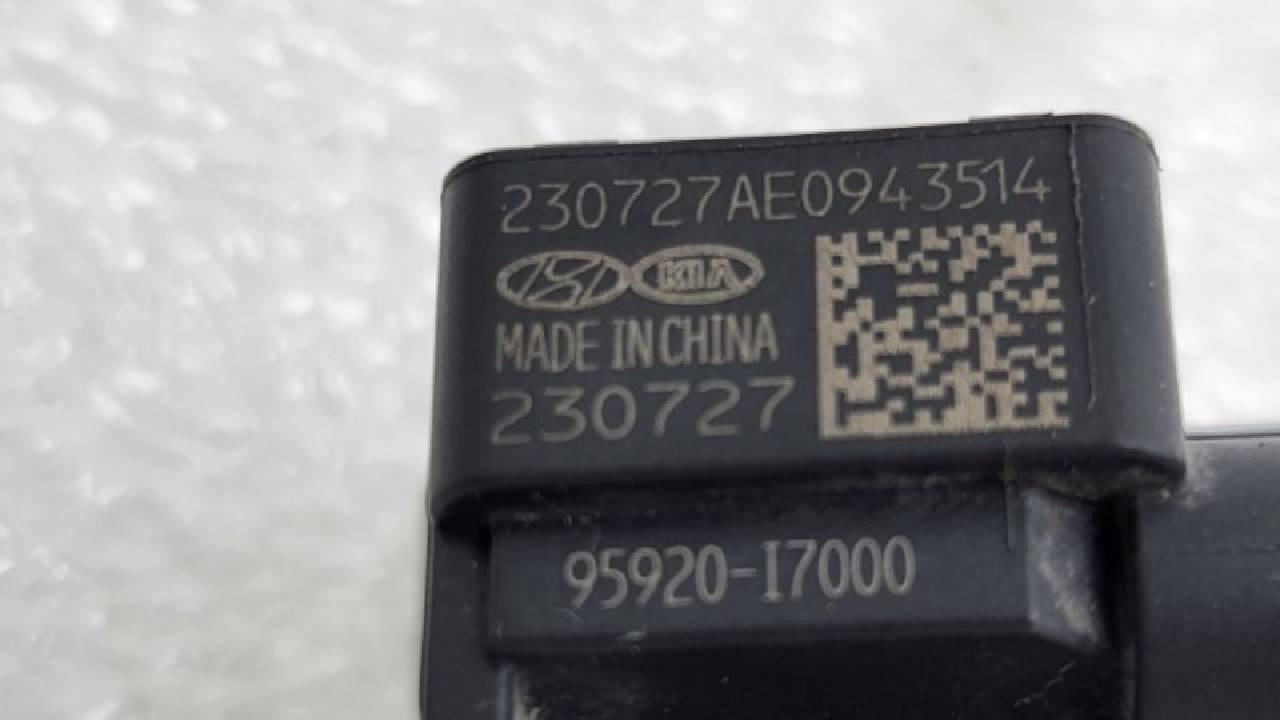 230727AE0943514
KIA
MADE IN CHINA
230727
95920-I7000